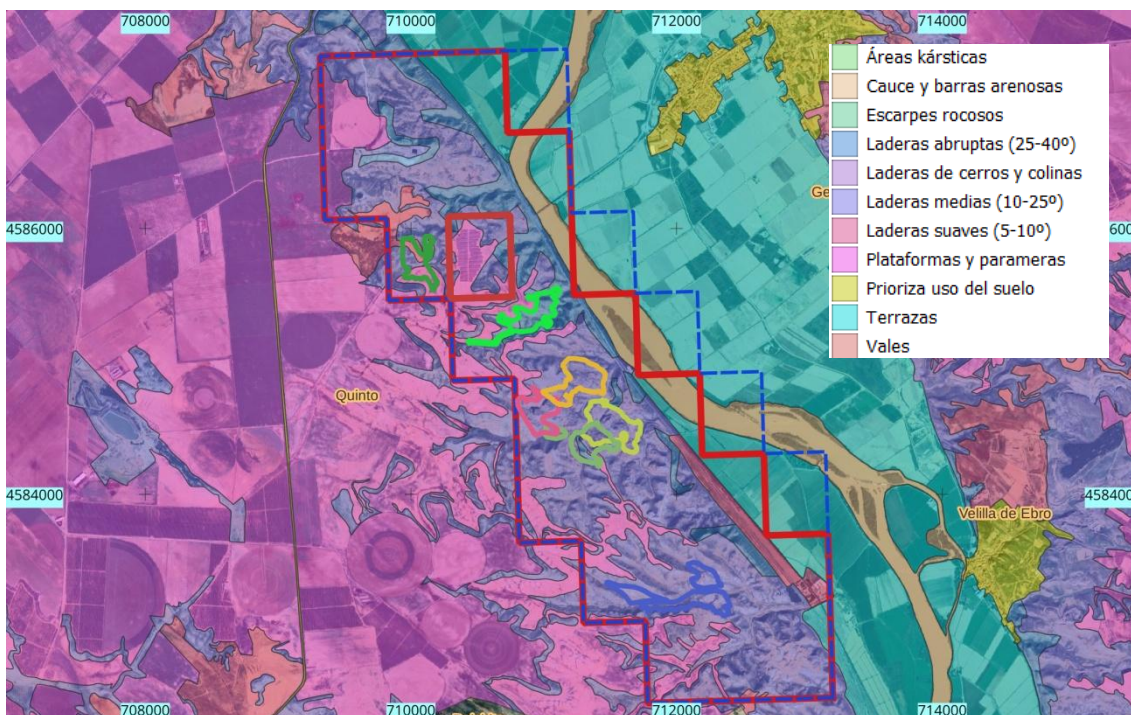 708000
710000
712000
714000
Áreas kársticas
Cauce y barras arenosas
Escarpes rocosos
Laderas abruptas (25-40º)
Laderas de cerros y colinas
Laderas medias (10-25º)
Laderas suaves (5-10º)
Plataformas y parameras
Prioriza uso del suelo
Terrazas
Vales
Ge
4586000
600
Quinto
4584000
4584000
Velilla de Ebro
708000
710000
712000
714000